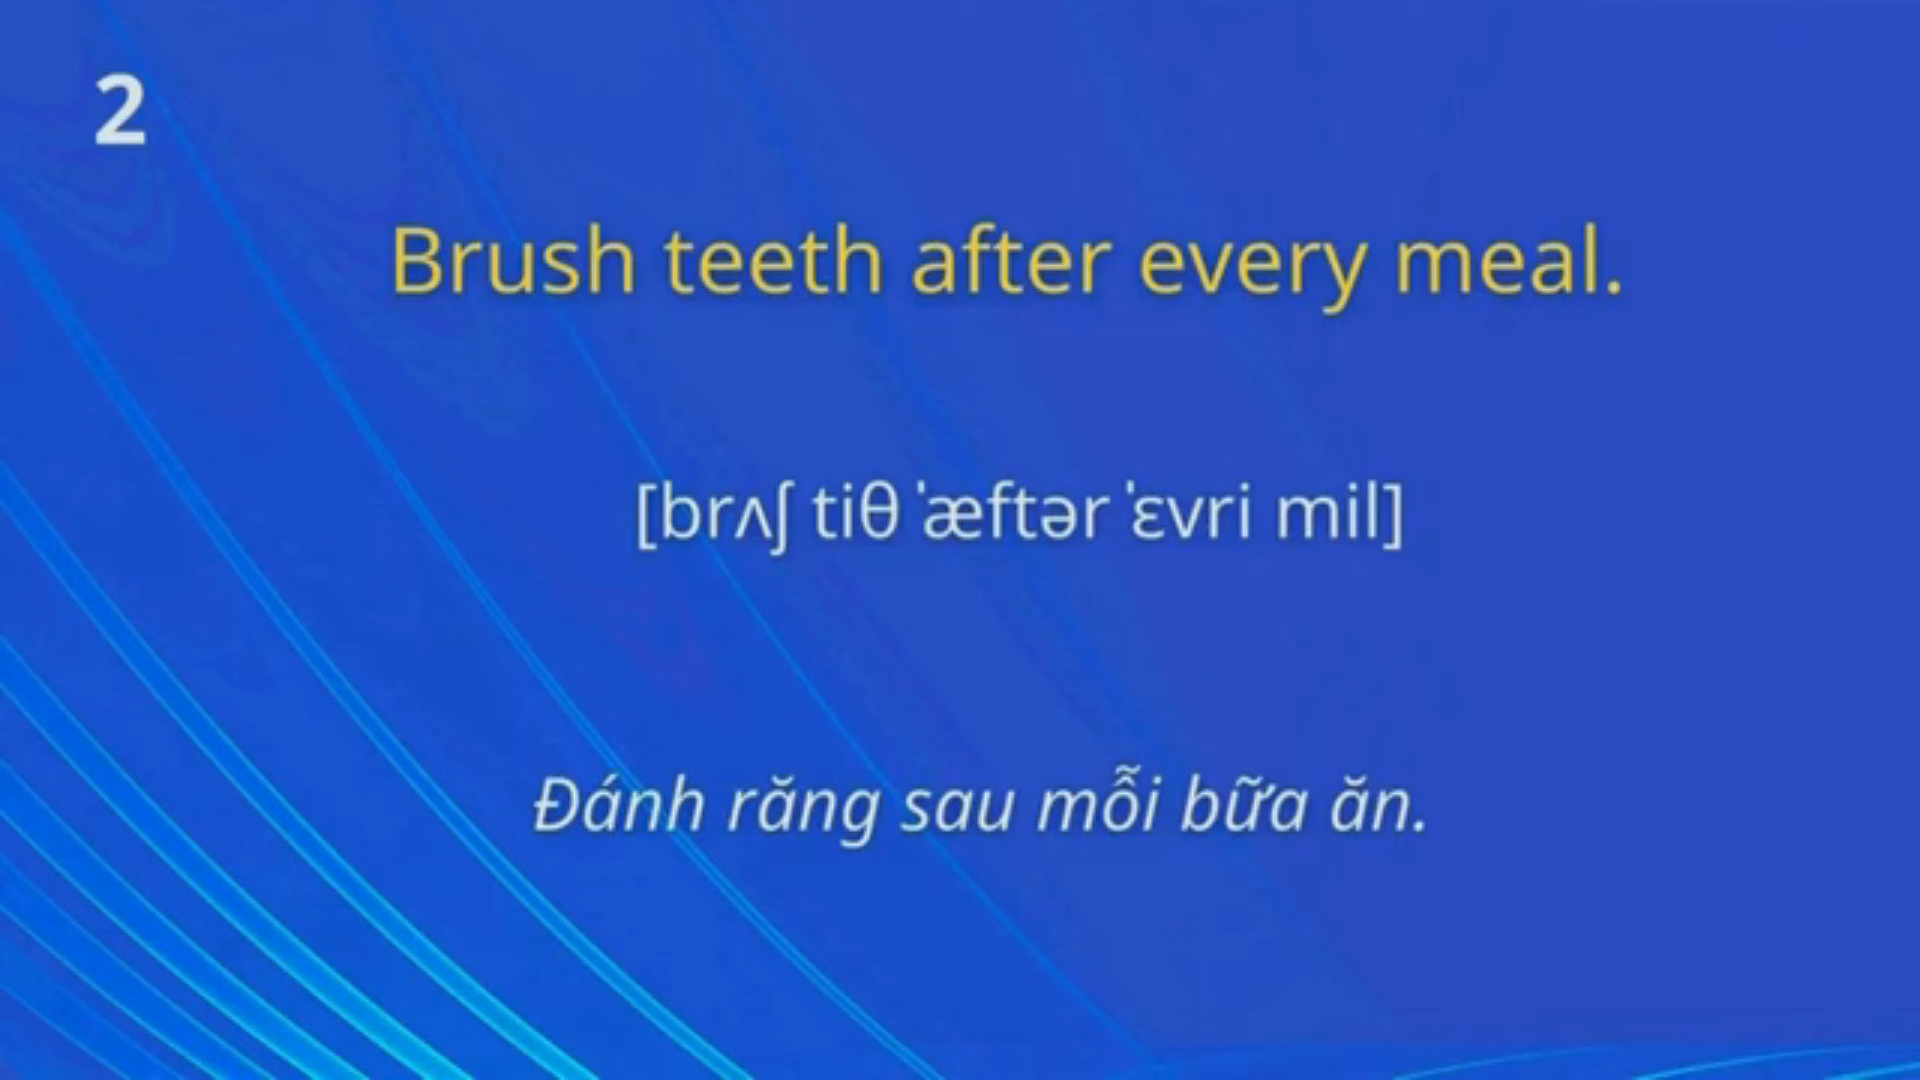 2
Brush teeth after every meal.
[brʌʃ tiθ ˈæftər ˈɛvri mil]
Đánh răng sau mỗi bữa ăn.